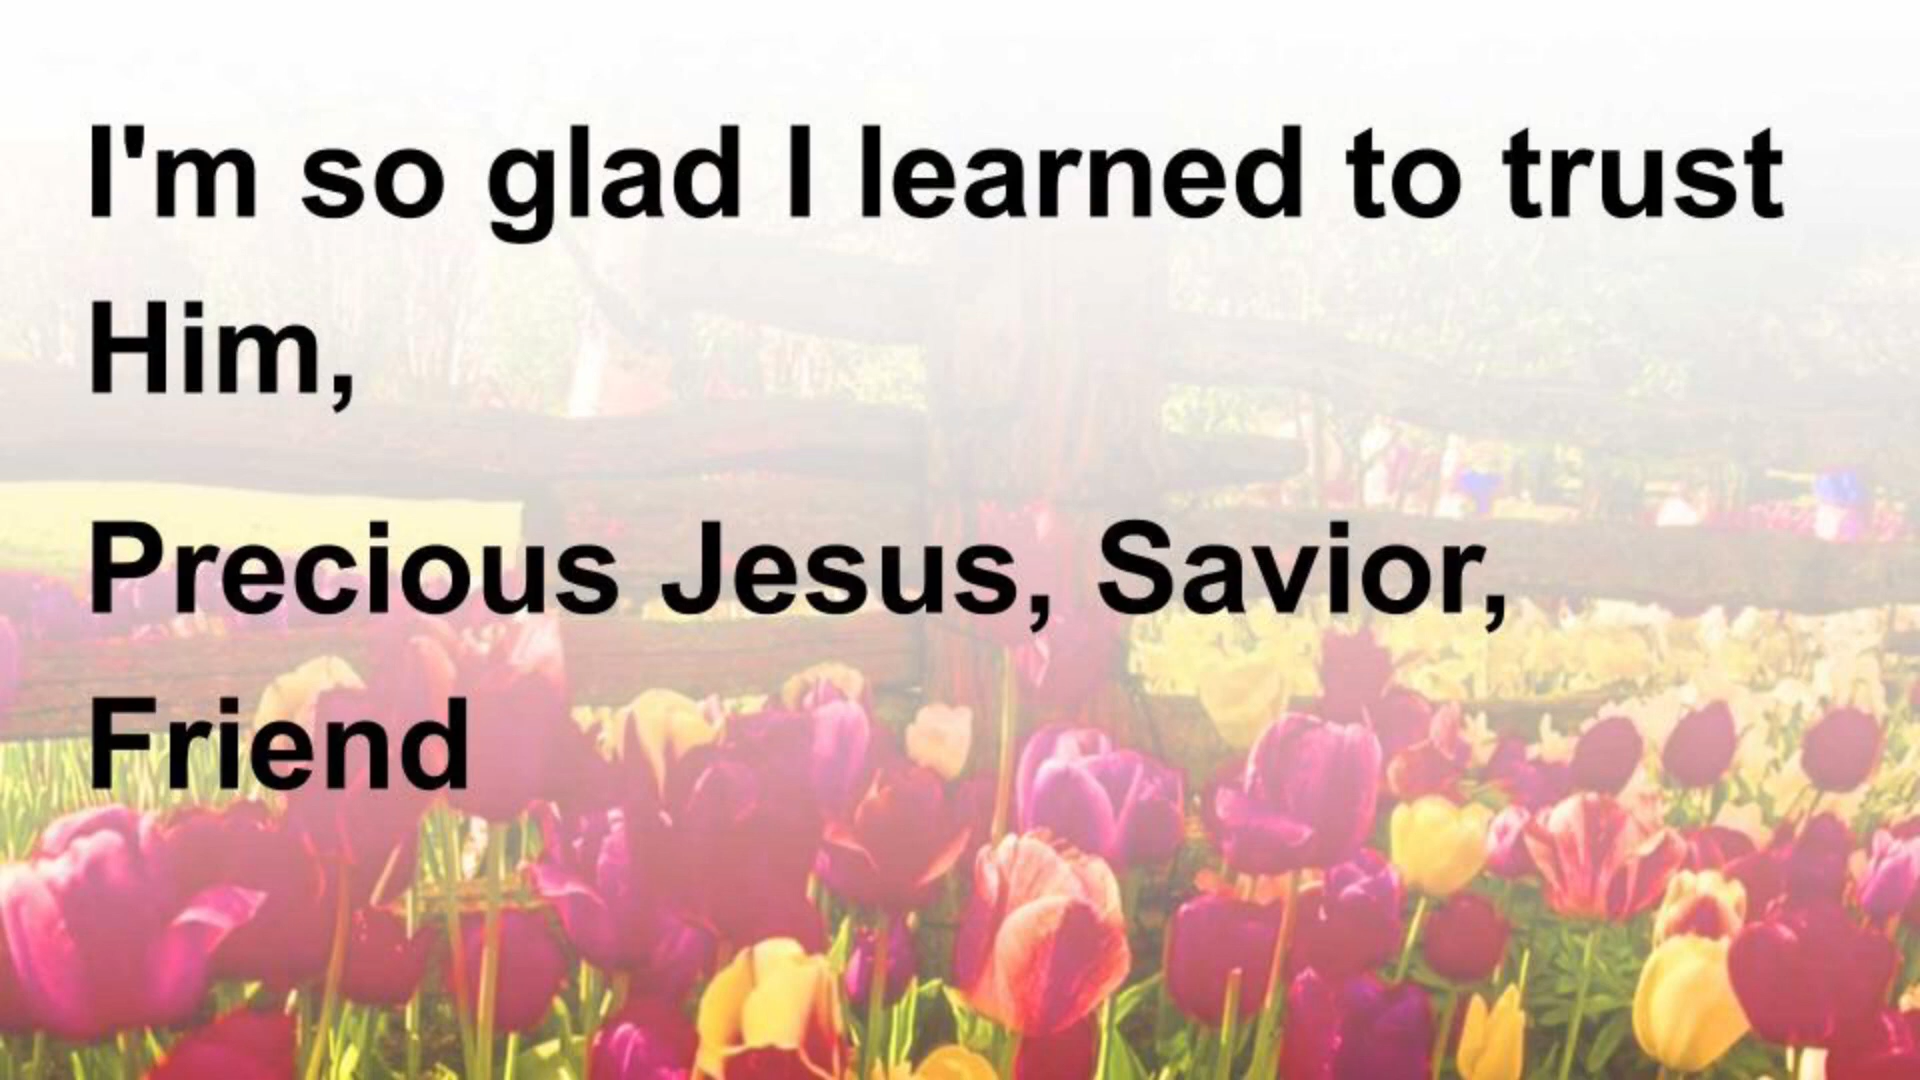 I'm so glad I learned to trust
Him,
Precious Jesus, Savior,
Friend